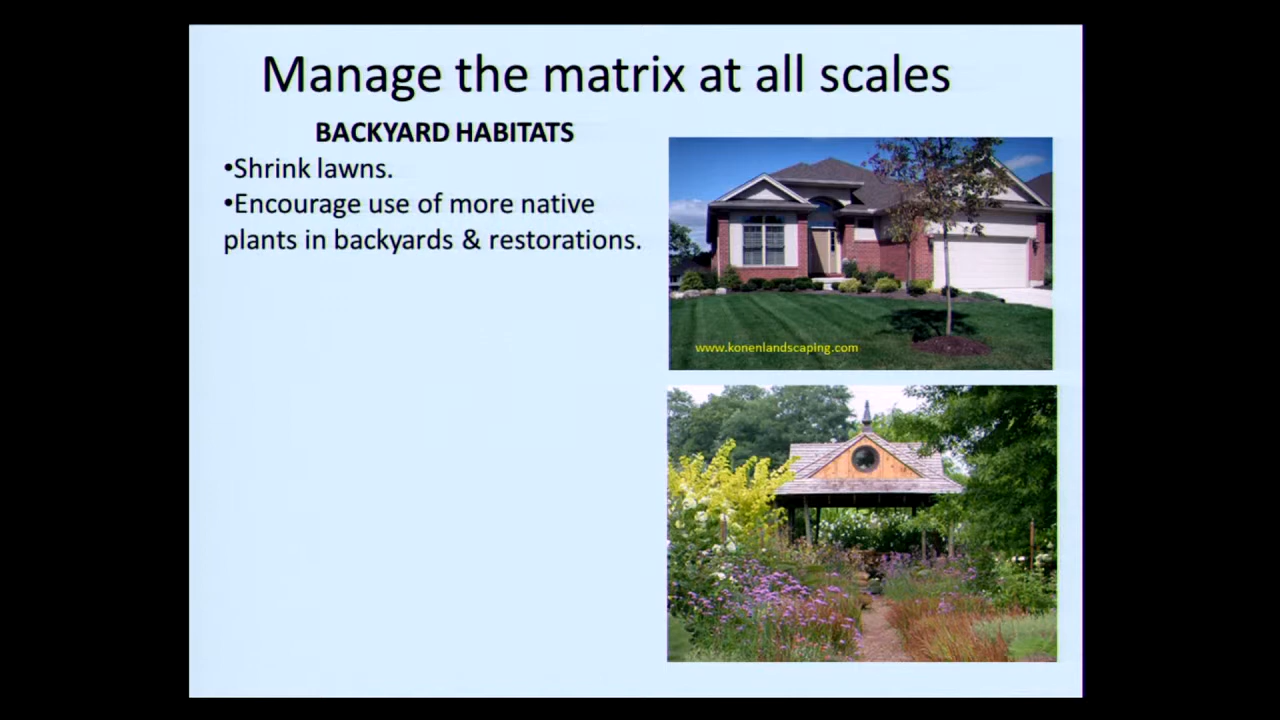 Manage the matrix at all scales
BACKYARD HABITATS
•Shrink lawns.
•Encourage use of more native
plants in backyards & restorations.
www.konenlandscaping.com